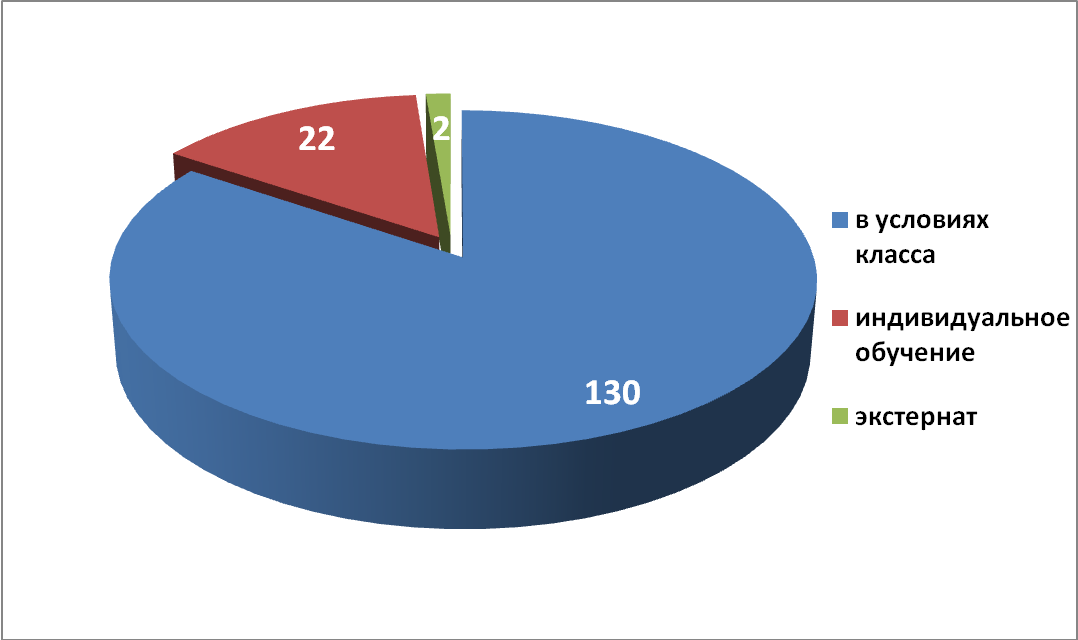 22
2
130
в условиях
класса
индивидуальное
обучение
экстернат